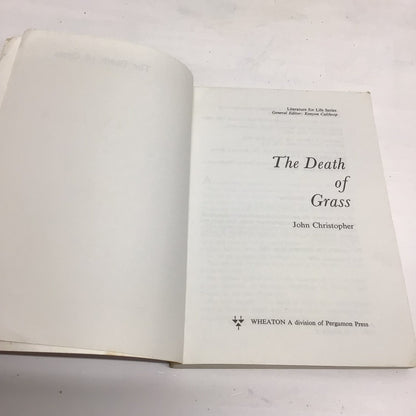 Literature for Life Series
General Editor: Kenyon Calthrop
The Death
of
Grass
John Christopher
WHEATON A division of Pergamon Press